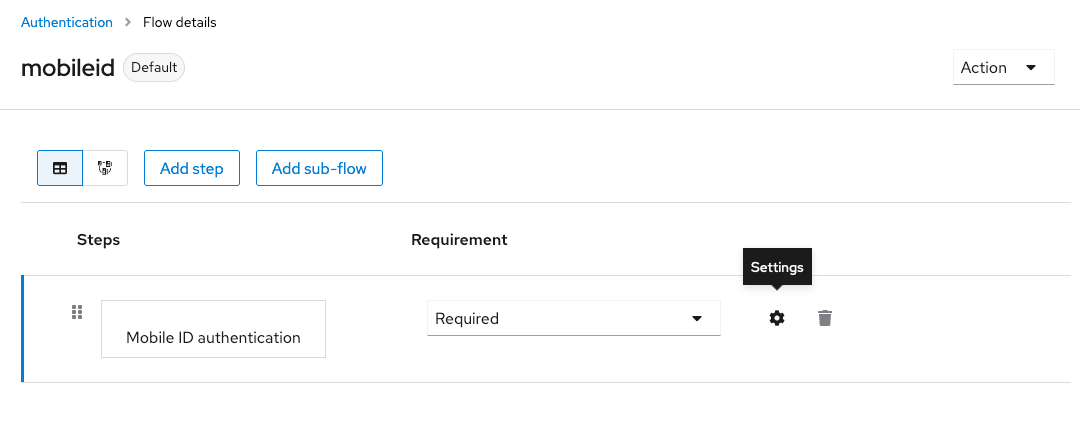 Authentication > Flow details
mobileid Default
Action
Add step Add sub-flow
Steps Requirement
Settings
Mobile ID authentication Required